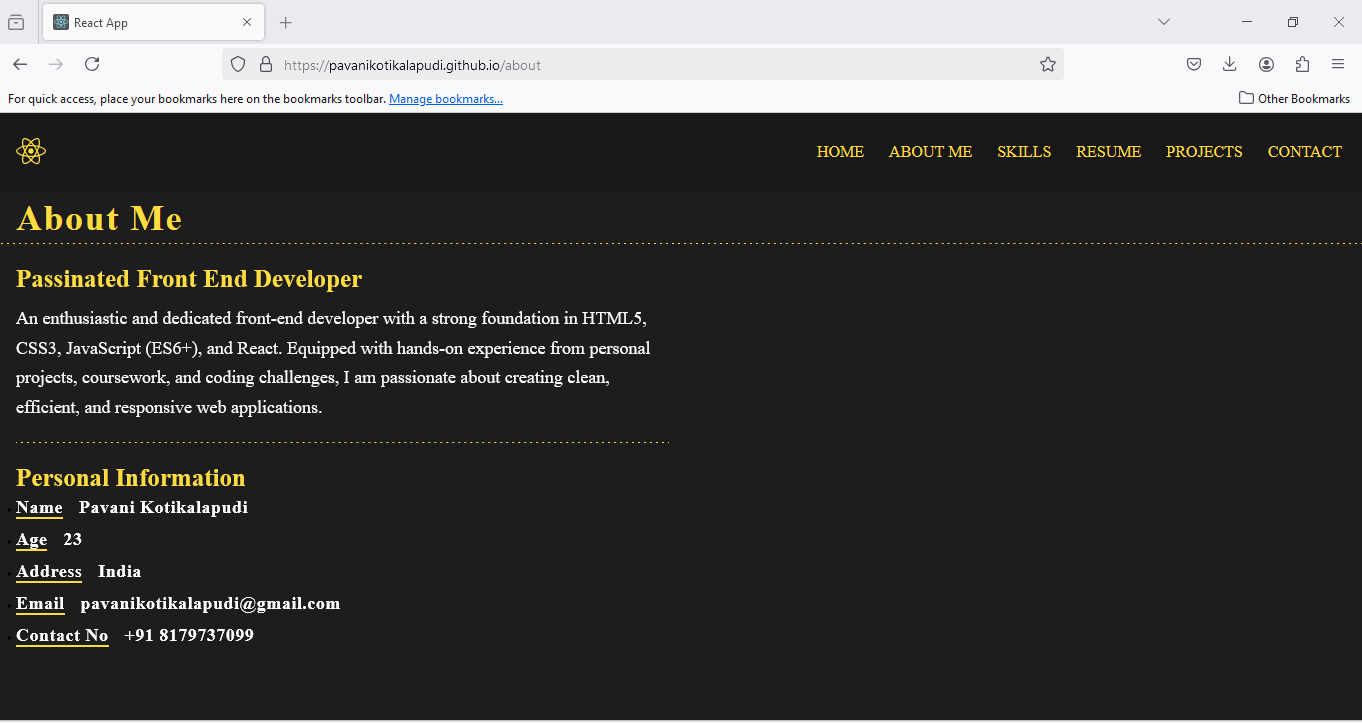 React App
https://pavanikotikalapudi.github.io/about
For quick access, place your bookmarks here on the bookmarks toolbar. Manage bookmarks...
Other Bookmarks
HOME ABOUT ME SKILLS RESUME PROJECTS CONTACT
About Me
Passinated Front End Developer
An enthusiastic and dedicated front-end developer with a strong foundation in HTML5,
CSS3, JavaScript (ES6+), and React. Equipped with hands-on experience from personal
projects, coursework, and coding challenges, I am passionate about creating clean,
efficient, and responsive web applications.
Personal Information
Name Pavani Kotikalapudi
Age 23
Address India
Email pavanikotikalapudi@gmail.com
Contact No +91 8179737099